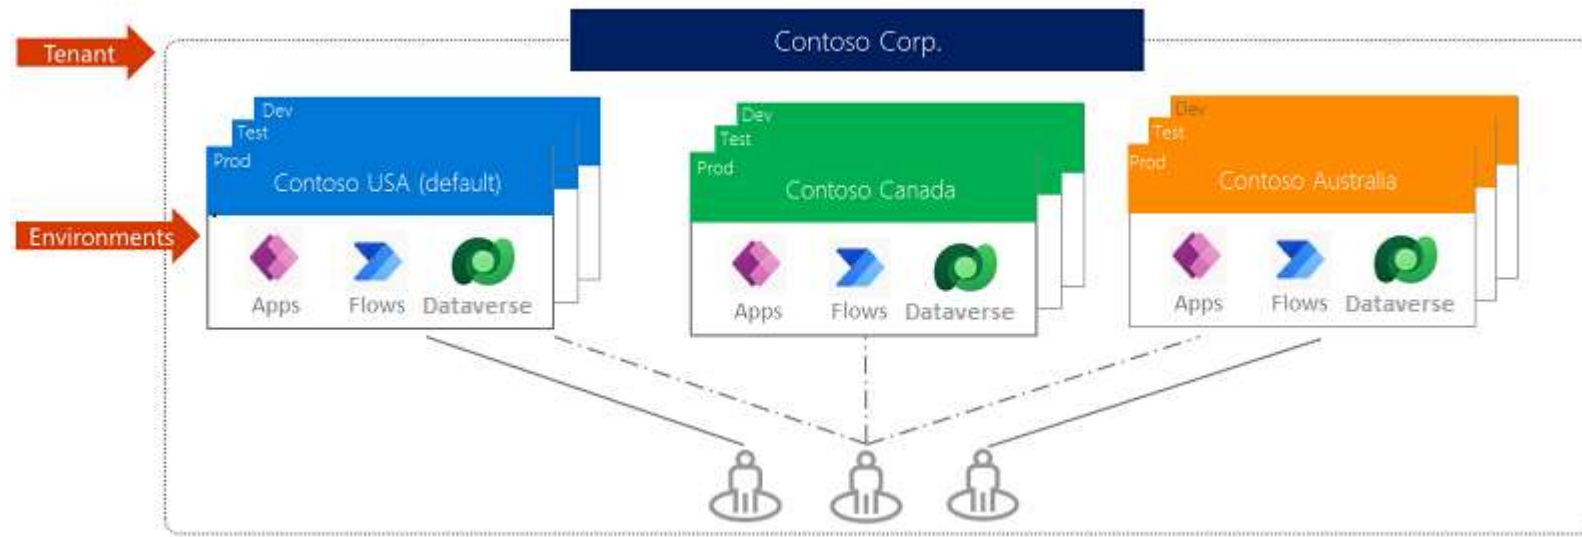 Contoso Corp.
Tenant
Dev
Test
Prod
Contoso USA (default)
Dev
Test
Prod
Contoso Canada
Dev
Test
Prod
Contoso Australia
Environments
Apps Flows Dataverse
Apps Flows Dataverse
Apps Flows Dataverse